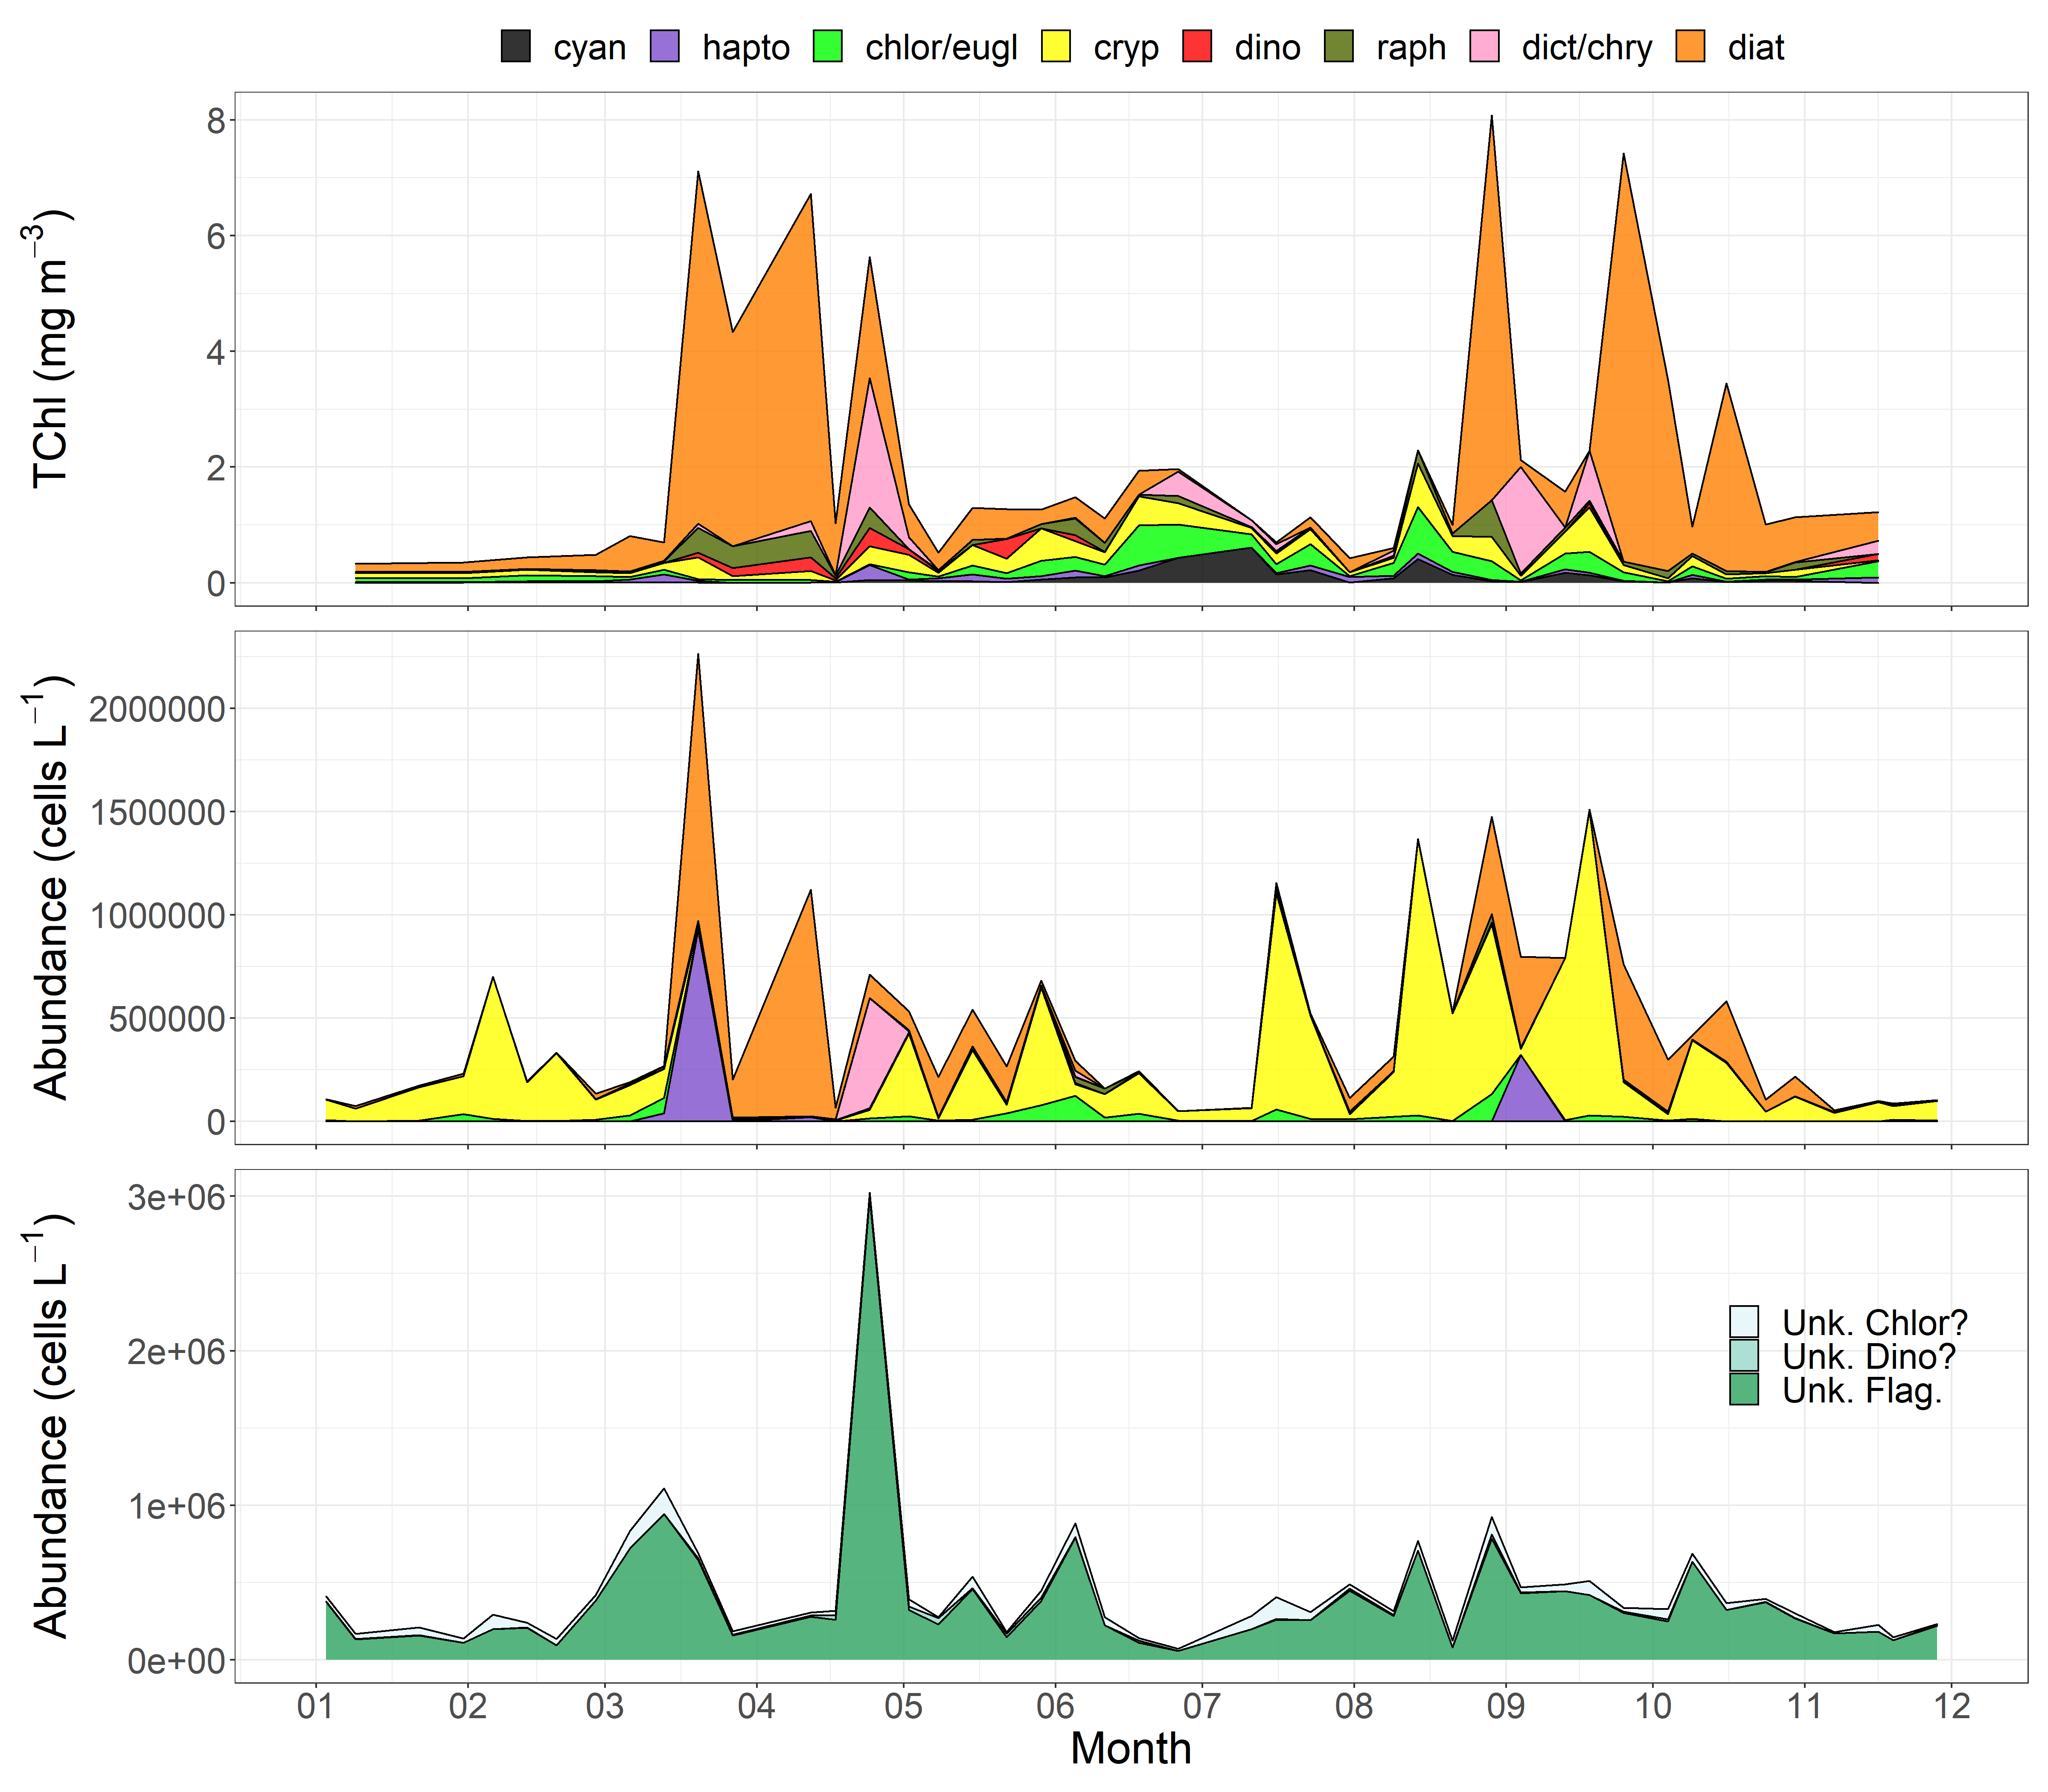 cyan hapto chlor/eugl cryp dino raph dict/chry diat
TChl (mg m⁻³)
8
6
4
2
0
Abundance (cells L⁻¹)
2000000
1500000
1000000
500000
0
Abundance (cells L⁻¹)
3e+06
2e+06
1e+06
0e+00
Unk. Chlor?
Unk. Dino?
Unk. Flag.
01 02 03 04 05 06 07 08 09 10 11 12
Month